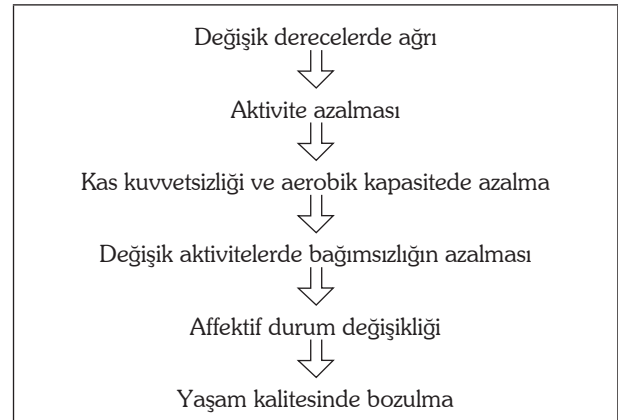 Değişik derecelerde ağrı
Aktivite azalması
Kas kuvvetsizliği ve aerobik kapasitede azalma
Değişik aktivitelerde bağımsızlığın azalması
Affektif durum değişikliği
Yaşam kalitesinde bozulma